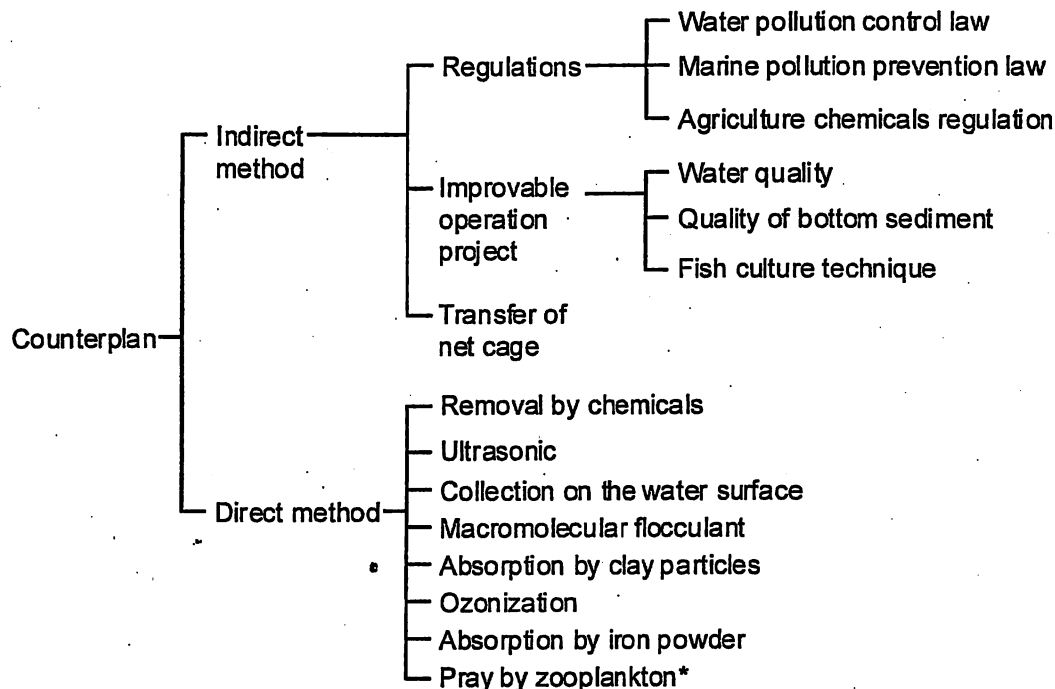 Counterplan
Indirect
method
Regulations
Water pollution control law
Marine pollution prevention law
Agriculture chemicals regulation
Improvable
operation
project
Water quality
Quality of bottom sediment
Fish culture technique
Transfer of
net cage
Direct method
Removal by chemicals
Ultrasonic
Collection on the water surface
Macromolecular flocculant
Absorption by clay particles
Ozonization
Absorption by iron powder
Pray by zooplankton*